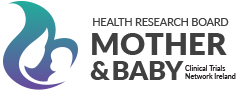 HEALTH RESEARCH BOARD
MOTHER
& BABY Clinical Trials
Network Ireland